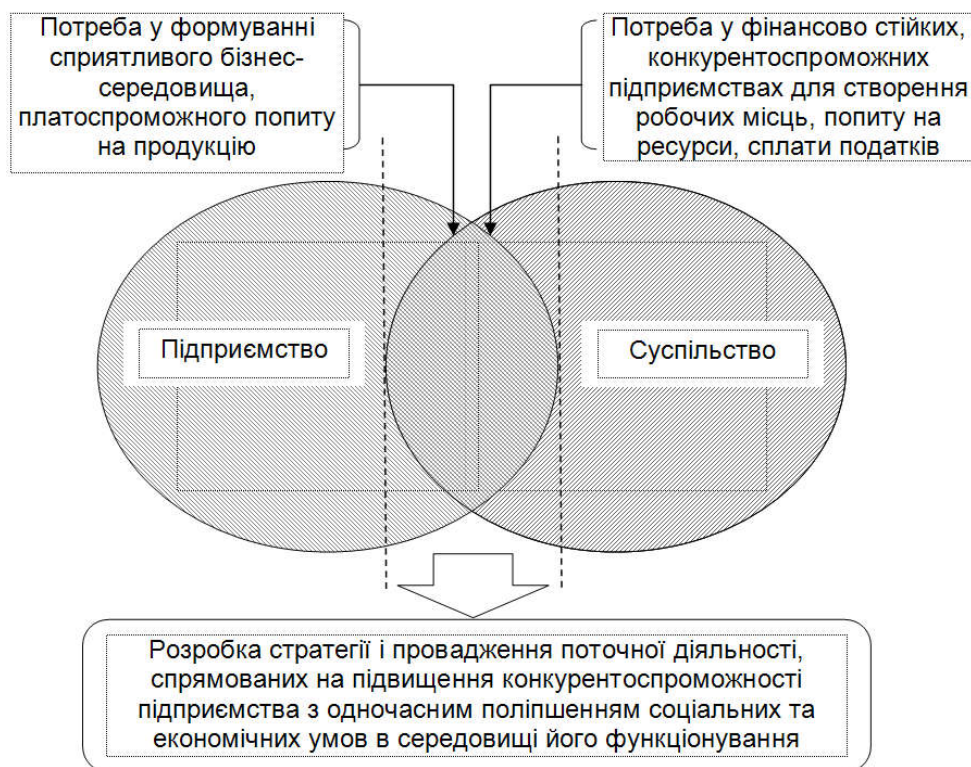 Потреба у формуванні
сприятливого бізнес-
середовища,
платоспроможного попиту
на продукцію
Потреба у фінансово стійких,
конкурентоспроможних
підприємствах для створення
робочих місць, попиту на
ресурси, сплати податків
Підприємство
Суспільство
Розробка стратегії і провадження поточної діяльності,
спрямованих на підвищення конкурентоспроможності
підприємства з одночасним поліпшенням соціальних та
економічних умов в середовищі його функціонування